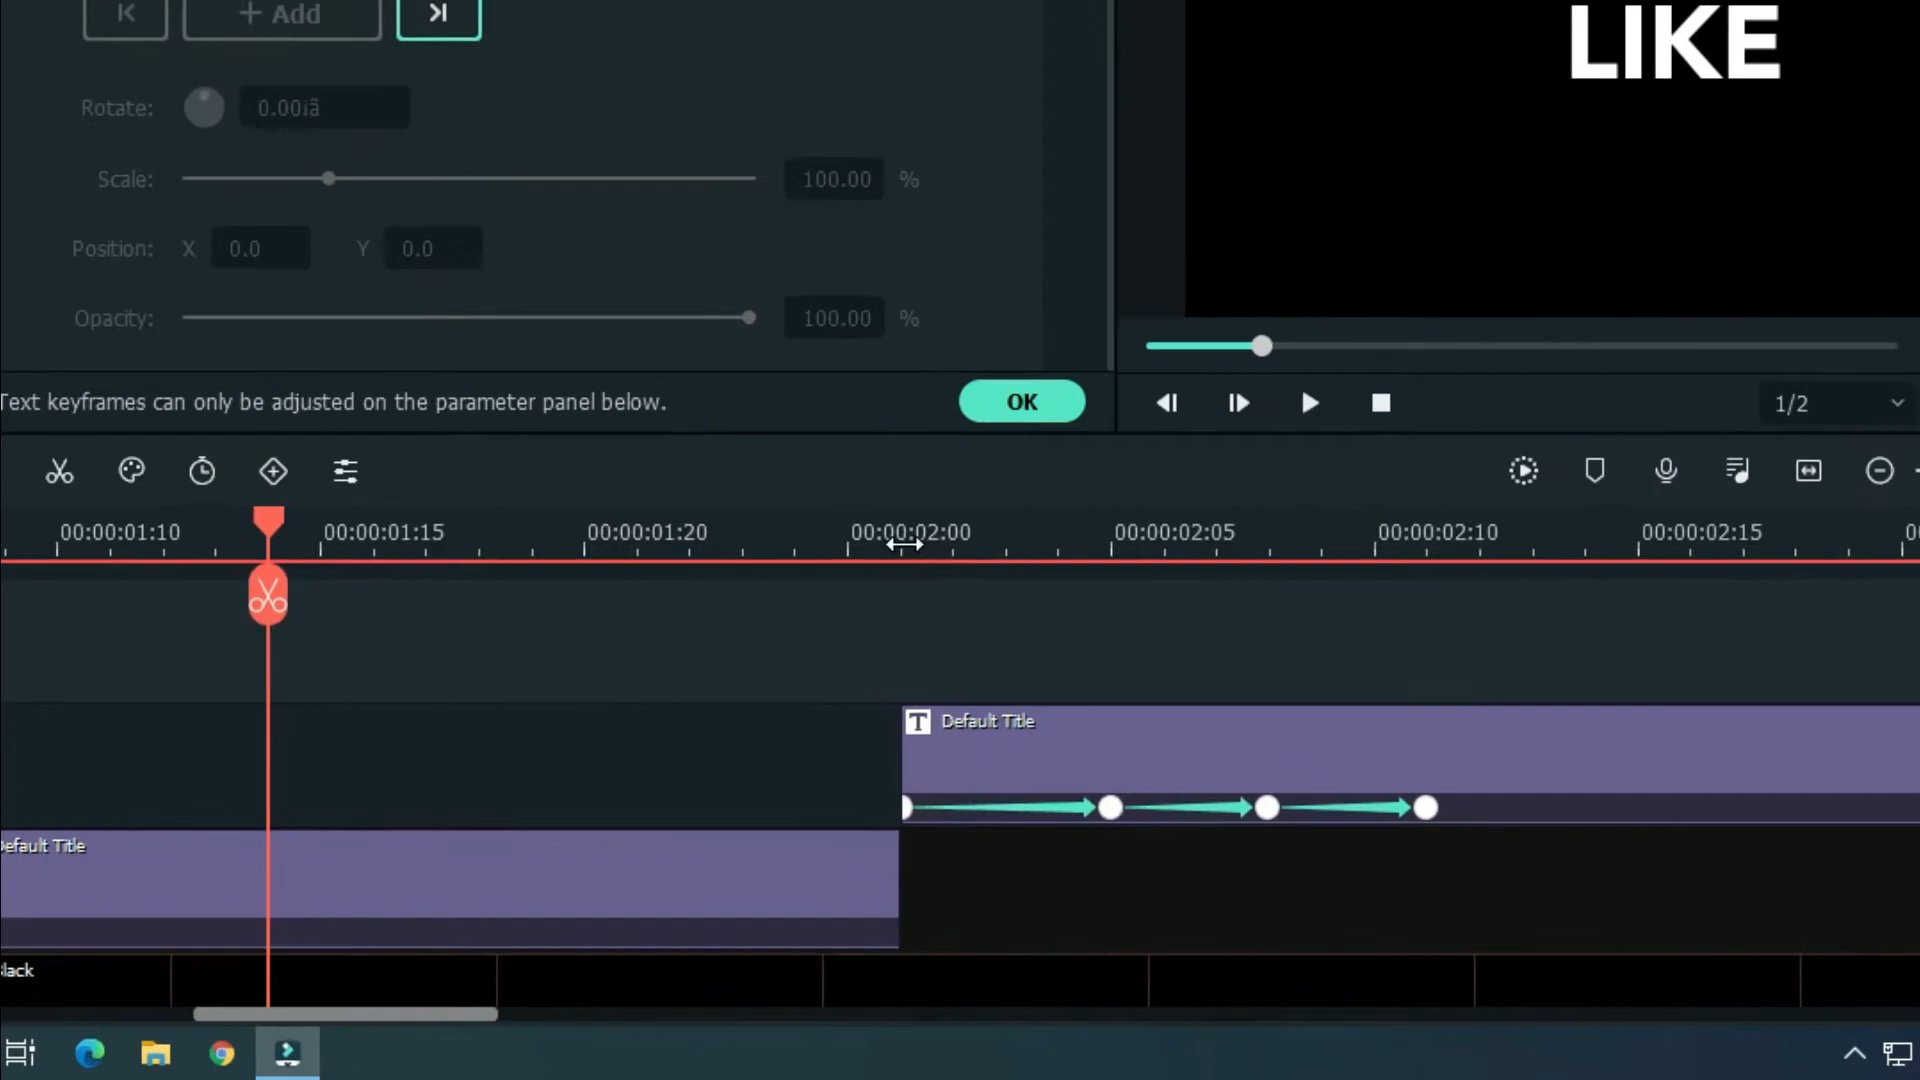 + Add
LIKE
Rotate: 0.00iã
Scale: 100.00 %
Position: X 0.0 Y 0.0
Opacity: 100.00 %
Text keyframes can only be adjusted on the parameter panel below. OK
1/2
00:00:01:10 00:00:01:15 00:00:01:20 00:00:02:00 00:00:02:05 00:00:02:10 00:00:02:15
T Default Title
Default Title
lack